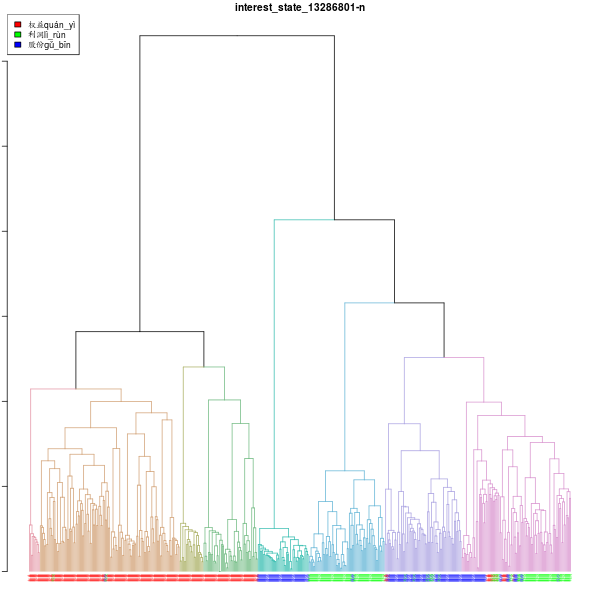 interest_state_13286801-n
权益quán_yì
利润lì_rùn
股份gǔ_bīn